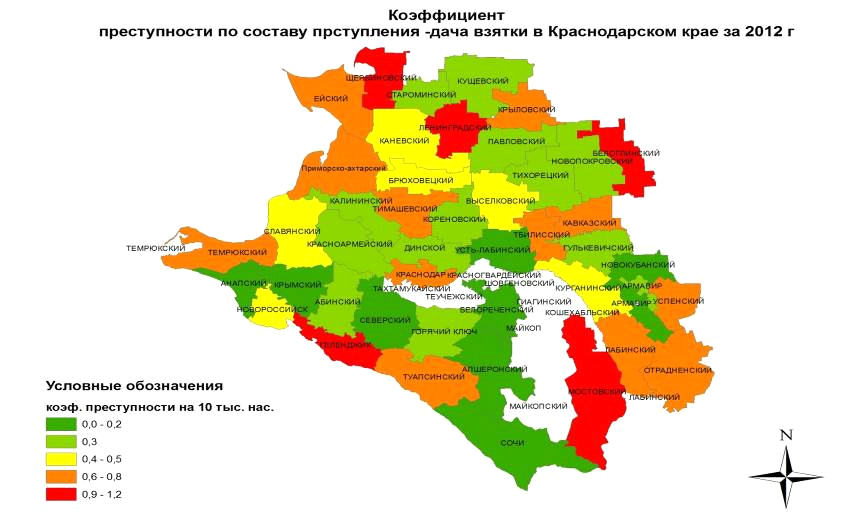 Коэффициент
преступности по составу прступления -дача взятки в Краснодарском крае за 2012 г
ЩЕРБИНОВСКИЙ
КУЩЕВСКИЙ
ЕЙСКИЙ
СТАРОМИНСКИЙ
КРЫЛОВСКИЙ
ЛЕНИНГРАДСКИЙ
КАНЕВСКИЙ
ПАВЛОВСКИЙ
БЕЛОГЛИНСКИЙ
НОВОПОКРОВСКИЙ
Приморско-ахтарский
ТИХОРЕЦКИЙ
БРЮХОВЕЦКИЙ
КАЛИНИНСКИЙ
ВЫСЕЛКОВСКИЙ
ТИМАШЕВСКИЙ
КОРЕНОВСКИЙ
КАВКАЗСКИЙ
СЛАВЯНСКИЙ
ТБИЛИССКИЙ
КРАСНОАРМЕЙСКИЙ
ДИНСКОЙ
УСТЬ-ЛАБИНСКИЙ
ГУЛЬКЕВИЧСКИЙ
ТЕМРЮКСКИЙ
ТЕМРЮКСКИЙ
НОВОКУБАНСКИЙ
КРАСНОДАР
КРАСНОГВАРДЕЙСКИЙ
АНАПСКИЙ
КРЫМСКИЙ
ТАХТАМУКАЙСКИЙ
ШОВГЕНОВСКИЙ
КУРГАНИНСКИЙ
АРМАВИР
ТЕУЧЕЖСКИЙ
АБИНСКИЙ
ГИАГИНСКИЙ
АРМАВИР
УСПЕНСКИЙ
НОВОРОССИЙСК
БЕЛОРЕЧЕНСКИЙ
КОШЕХАБЛЬСКИЙ
СЕВЕРСКИЙ
ГОРЯЧИЙ КЛЮЧ
МАЙКОП
ГЕЛЕНДЖИК
ЛАБИНСКИЙ
АПШЕРОНСКИЙ
ОТРАДНЕНСКИЙ
ТУАПСИНСКИЙ
МОСТОВСКИЙ
ЛАБИНСКИЙ
МАЙКОПСКИЙ
СОЧИ
Условные обозначения
коэф. преступности на 10 тыс. нас.
0,0 - 0,2
0,3
0,4 - 0,5
0,6 - 0,8
0,9 - 1,2
N